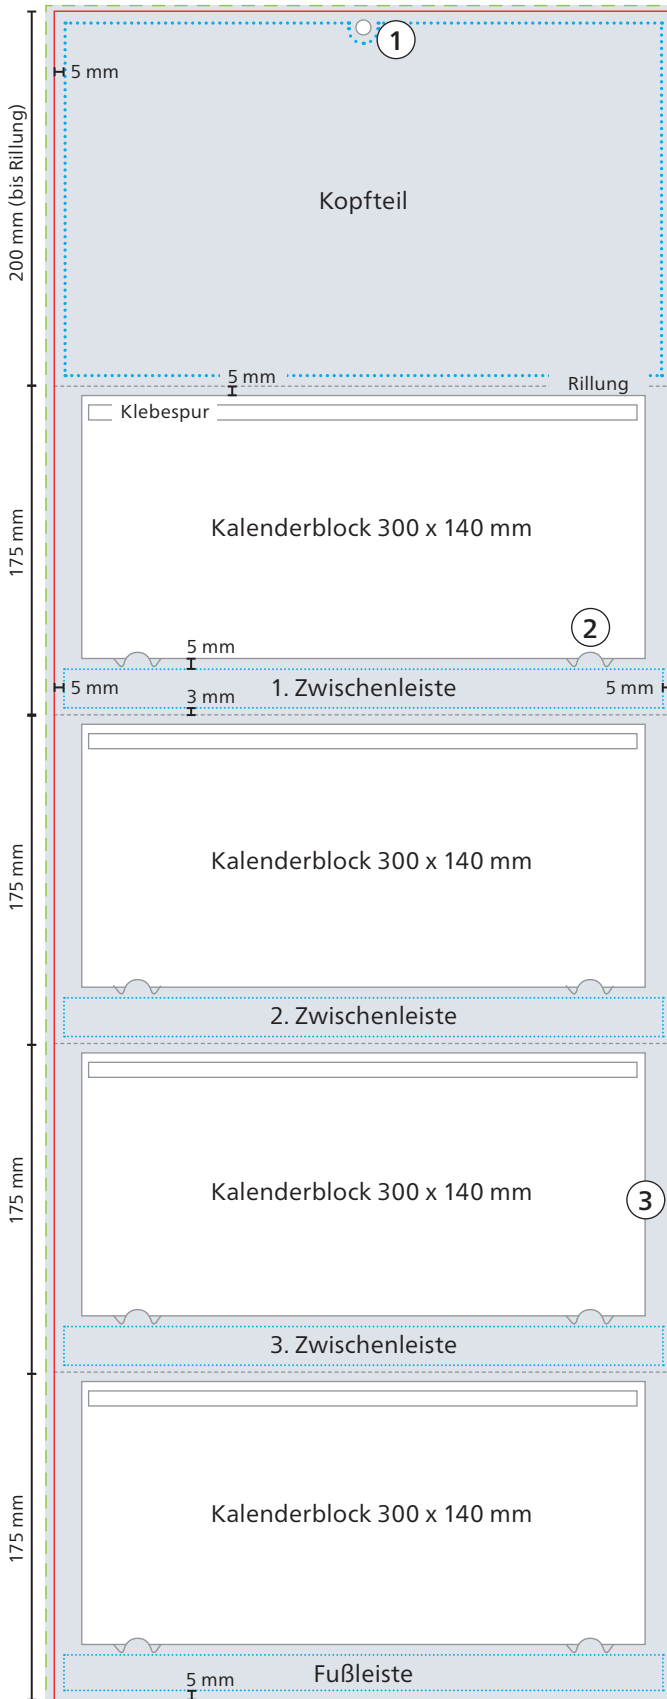 1
5 mm
200 mm (bis Rillung)
Kopfteil
5 mm
Rillung
Klebespur
175 mm
Kalenderblock 300 x 140 mm
2
5 mm
5 mm
1. Zwischenleiste
5 mm
3 mm
175 mm
Kalenderblock 300 x 140 mm
2. Zwischenleiste
175 mm
Kalenderblock 300 x 140 mm
3
3. Zwischenleiste
175 mm
Kalenderblock 300 x 140 mm
Fußleiste
5 mm